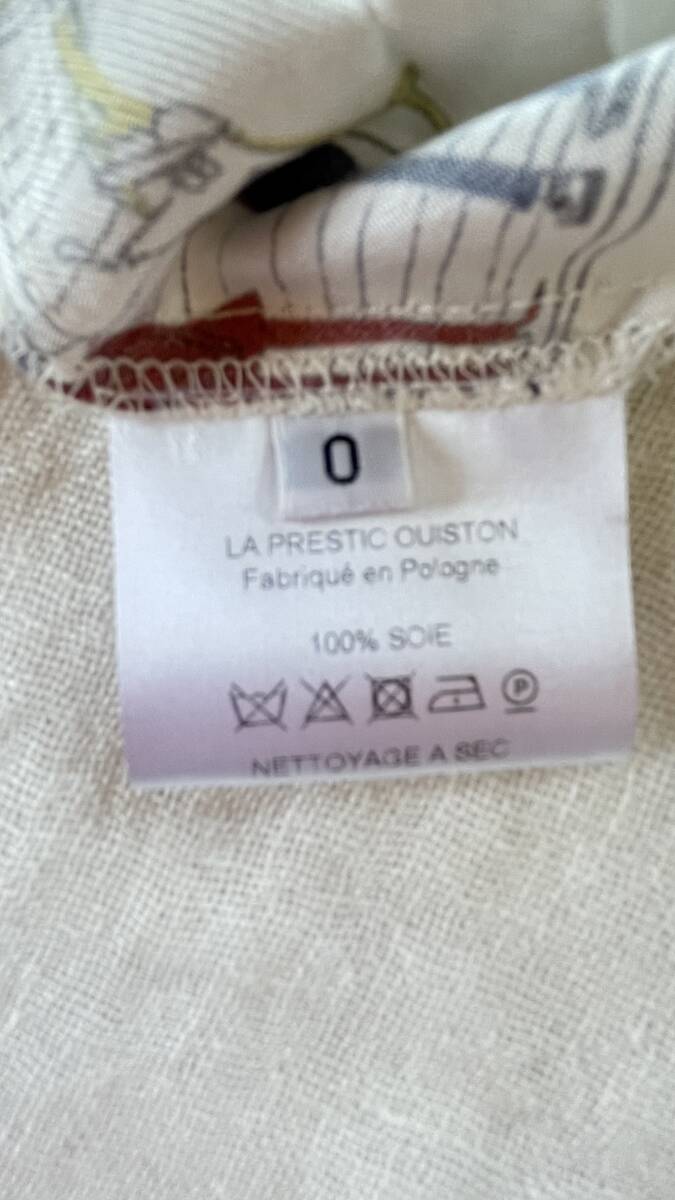 0
LA PRESTIC OUISTON
Fabriqué en Pologne
100% SOIE
P
NETTOYAGE A SEC